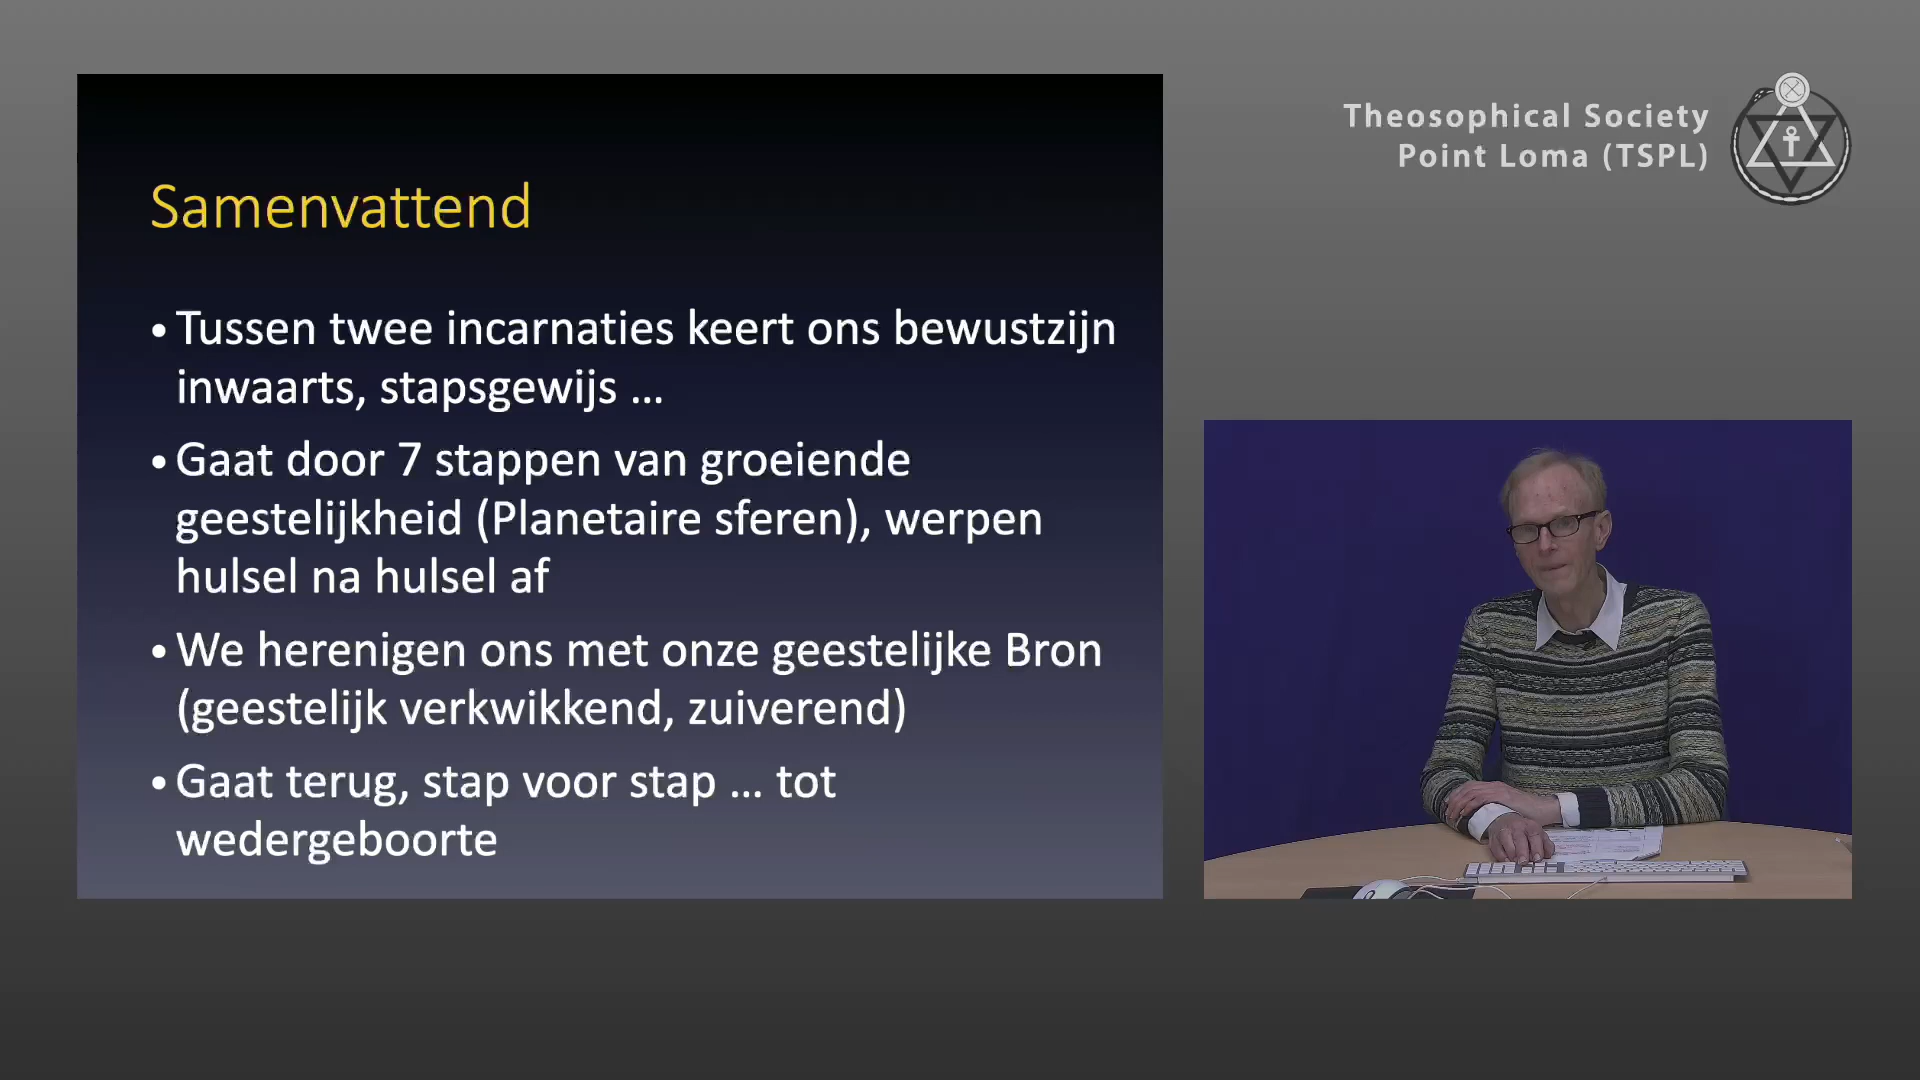 Theosophical Society
Point Loma (TSPL)
Samenvattend
• Tussen twee incarnaties keert ons bewustzijn
inwaarts, stapsgewijs ...
• Gaat door 7 stappen van groeiende
geestelijkheid (Planetaire sferen), werpen
hulsel na hulsel af
• We herenigen ons met onze geestelijke Bron
(geestelijk verkwikkend, zuiverend)
• Gaat terug, stap voor stap ... tot
wedergeboorte